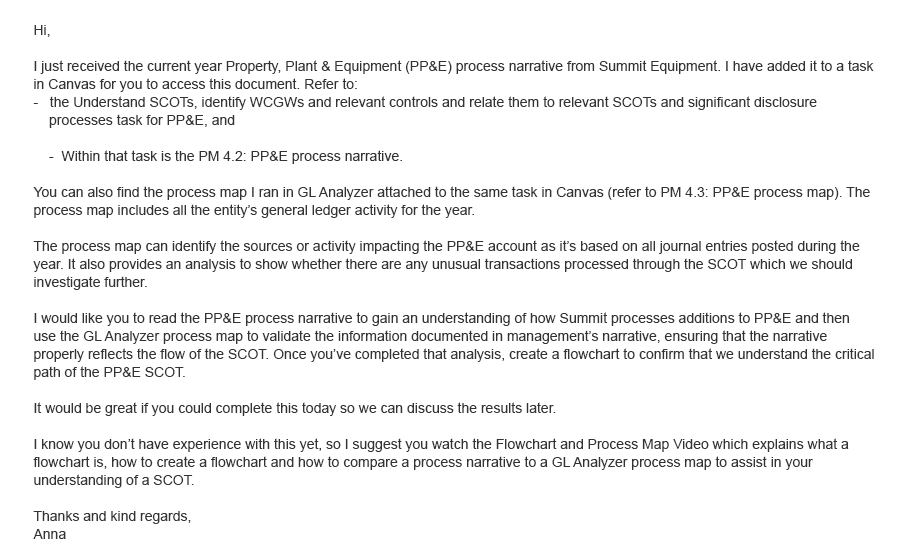 Hi,
I just received the current year Property, Plant & Equipment (PP&E) process narrative from Summit Equipment. I have added it to a task
in Canvas for you to access this document. Refer to:
- the Understand SCOTs, identify WCGWs and relevant controls and relate them to relevant SCOTs and significant disclosure
processes task for PP&E, and
- Within that task is the PM 4.2: PP&E process narrative.
You can also find the process map I ran in GL Analyzer attached to the same task in Canvas (refer to PM 4.3: PP&E process map). The
process map includes all the entity's general ledger activity for the year.
The process map can identify the sources or activity impacting the PP&E account as it's based on all journal entries posted during the
year. It also provides an analysis to show whether there are any unusual transactions processed through the SCOT which we should
investigate further.
I would like you to read the PP&E process narrative to gain an understanding of how Summit processes additions to PP&E and then
use the GL Analyzer process map to validate the information documented in management's narrative, ensuring that the narrative
properly reflects the flow of the SCOT. Once you've completed that analysis, create a flowchart to confirm that we understand the critical
path of the PP&E SCOT.
It would be great if you could complete this today so we can discuss the results later.
I know you don't have experience with this yet, so I suggest you watch the Flowchart and Process Map Video which explains what a
flowchart is, how to create a flowchart and how to compare a process narrative to a GL Analyzer process map to assist in your
understanding of a SCOT.
Thanks and kind regards,
Anna